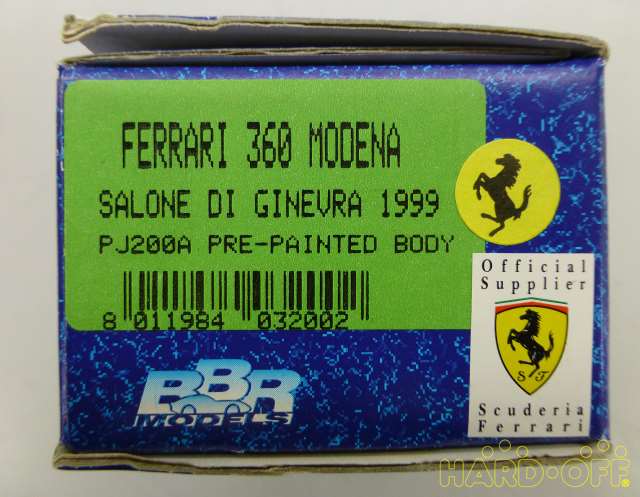 FERRARI 360 MODENA
SALONE DI GINEVRA 1999
PJ200A PRE-PAINTED BODY
8 011984 032002
Official
Supplier
S F
Scuderia
Ferrari
BBR
MODELS
HARD·OFF